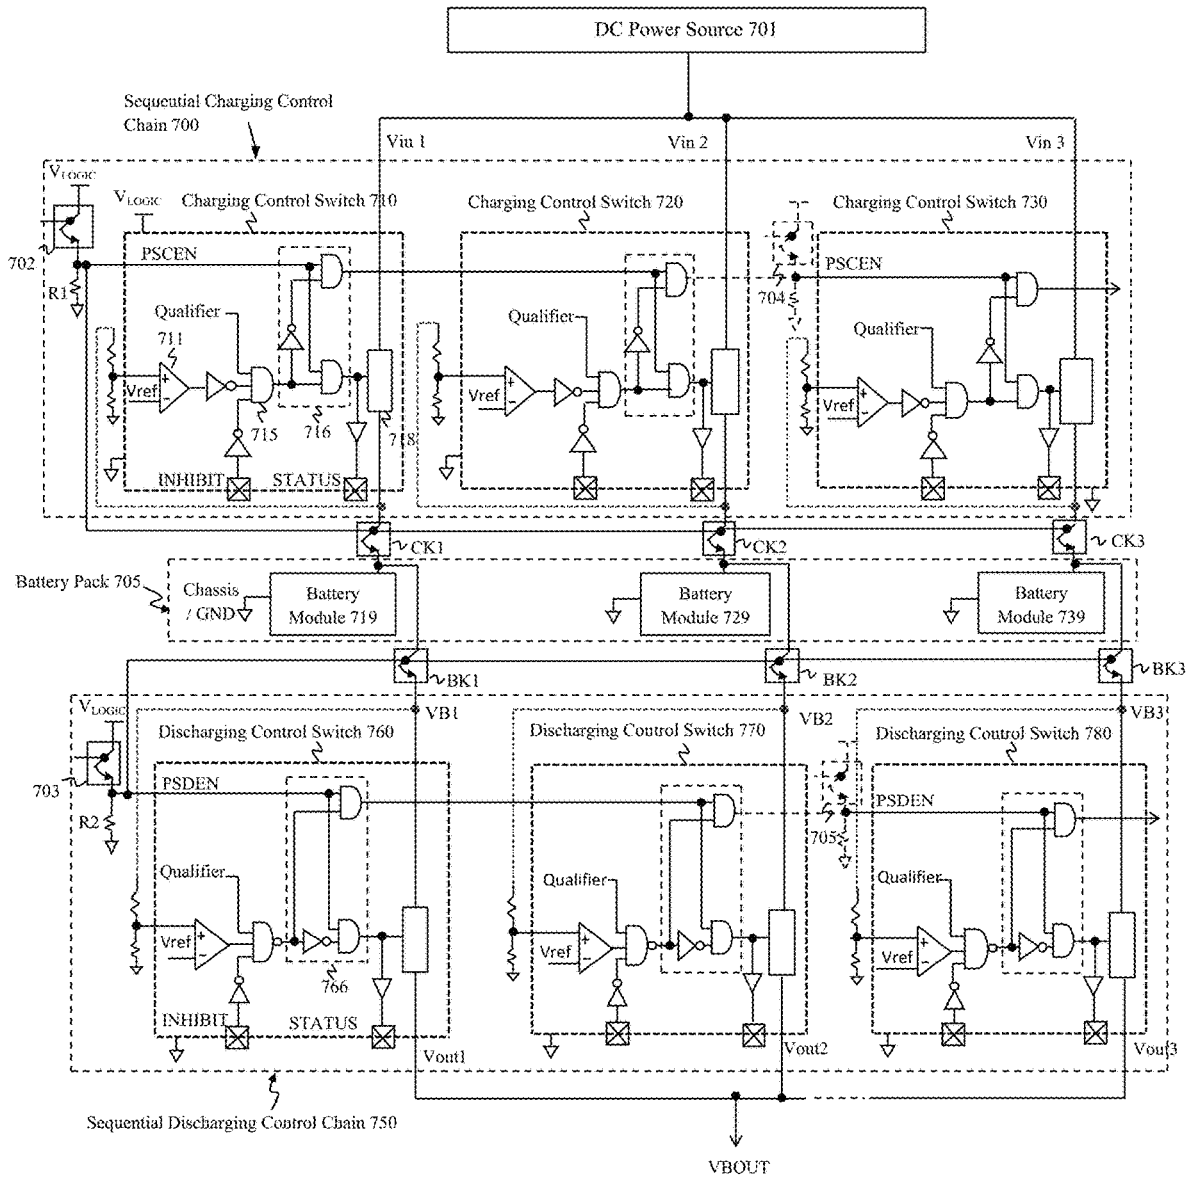 DC Power Source 701
Sequential Charging Control
Chain 700
Vin 1
Vin 2
Vin 3
VLOGIC
VLOGIC
Charging Control Switch 710
Charging Control Switch 720
Charging Control Switch 730
702
PSCEN
PSCEN
R1
704
Qualifier
Qualifier
Qualifier
711
Vref
Vref
Vref
715
716
718
INHIBIT
STATUS
CK1
CK2
CK3
Battery Pack 705
Chassis
/ GND
Battery
Module 719
Battery
Module 729
Battery
Module 739
BK1
BK2
BK3
VLOGIC
VB1
VB2
VB3
Discharging Control Switch 760
Discharging Control Switch 770
Discharging Control Switch 780
703
PSDEN
PSDEN
R2
705
Qualifier
Qualifier
Qualifier
Vref
Vref
Vref
766
INHIBIT
STATUS
Vout1
Vout2
Vout3
Sequential Discharging Control Chain 750
VBOUT